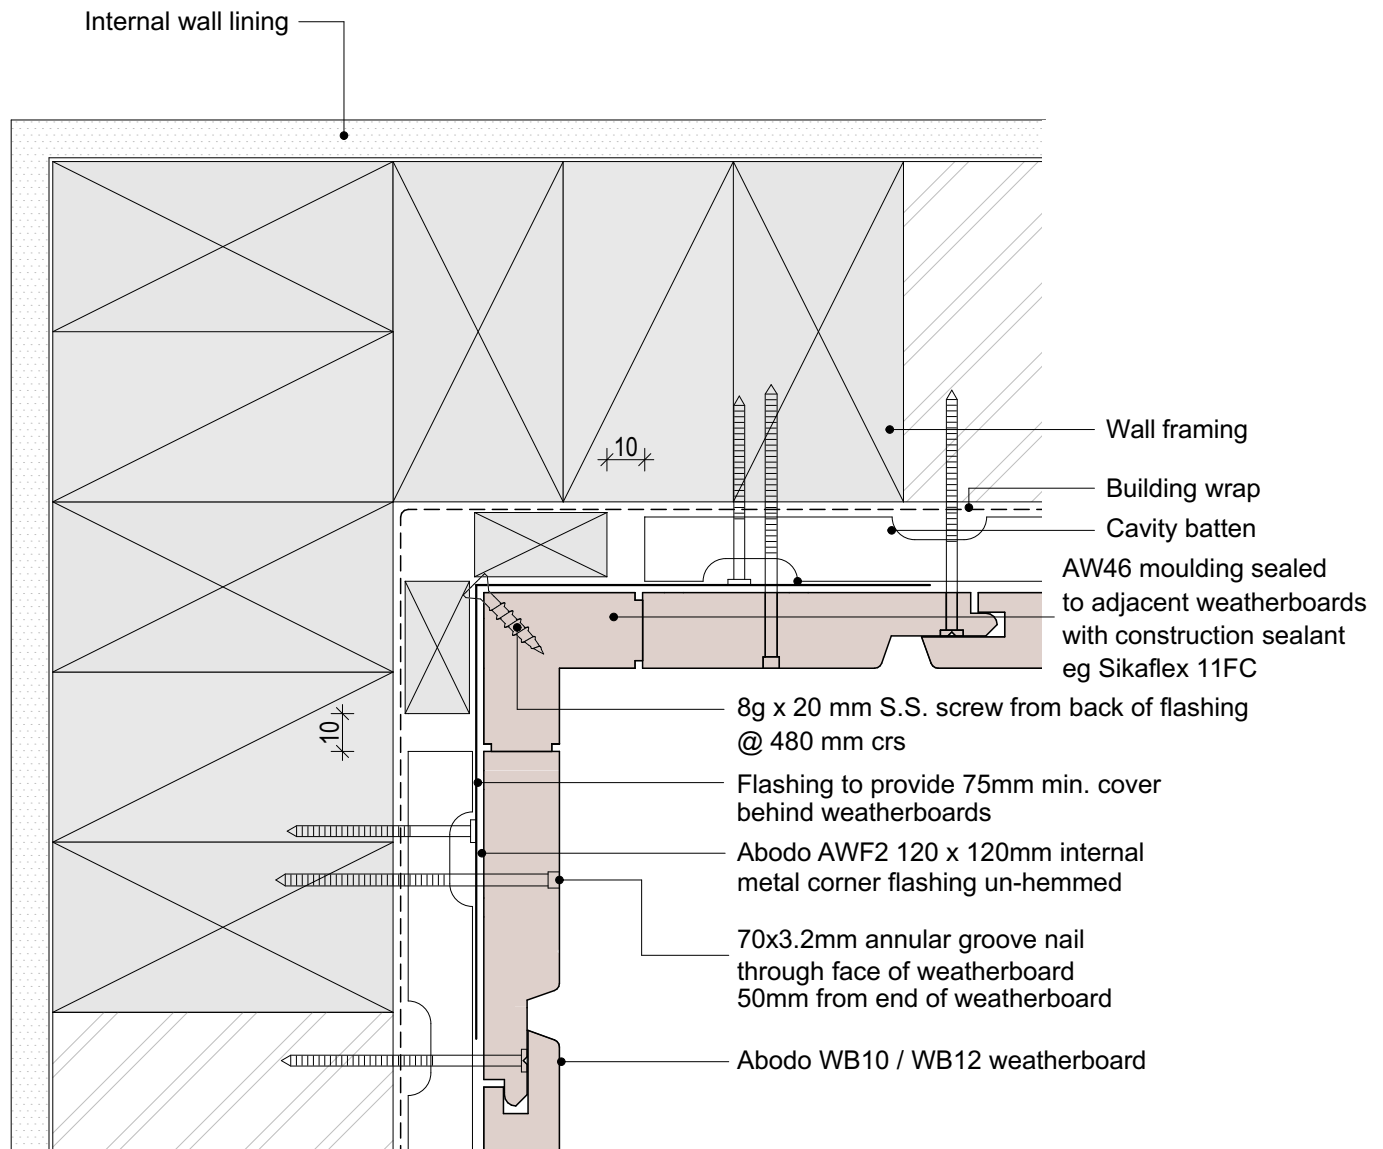 Internal wall lining
Wall framing
10
Building wrap
Cavity batten
AW46 moulding sealed
to adjacent weatherboards
with construction sealant
eg Sikaflex 11FC
8g x 20 mm S.S. screw from back of flashing
@ 480 mm crs
10
Flashing to provide 75mm min. cover
behind weatherboards
Abodo AWF2 120 x 120mm internal
metal corner flashing un-hemmed
70x3.2mm annular groove nail
through face of weatherboard
50mm from end of weatherboard
Abodo WB10 / WB12 weatherboard